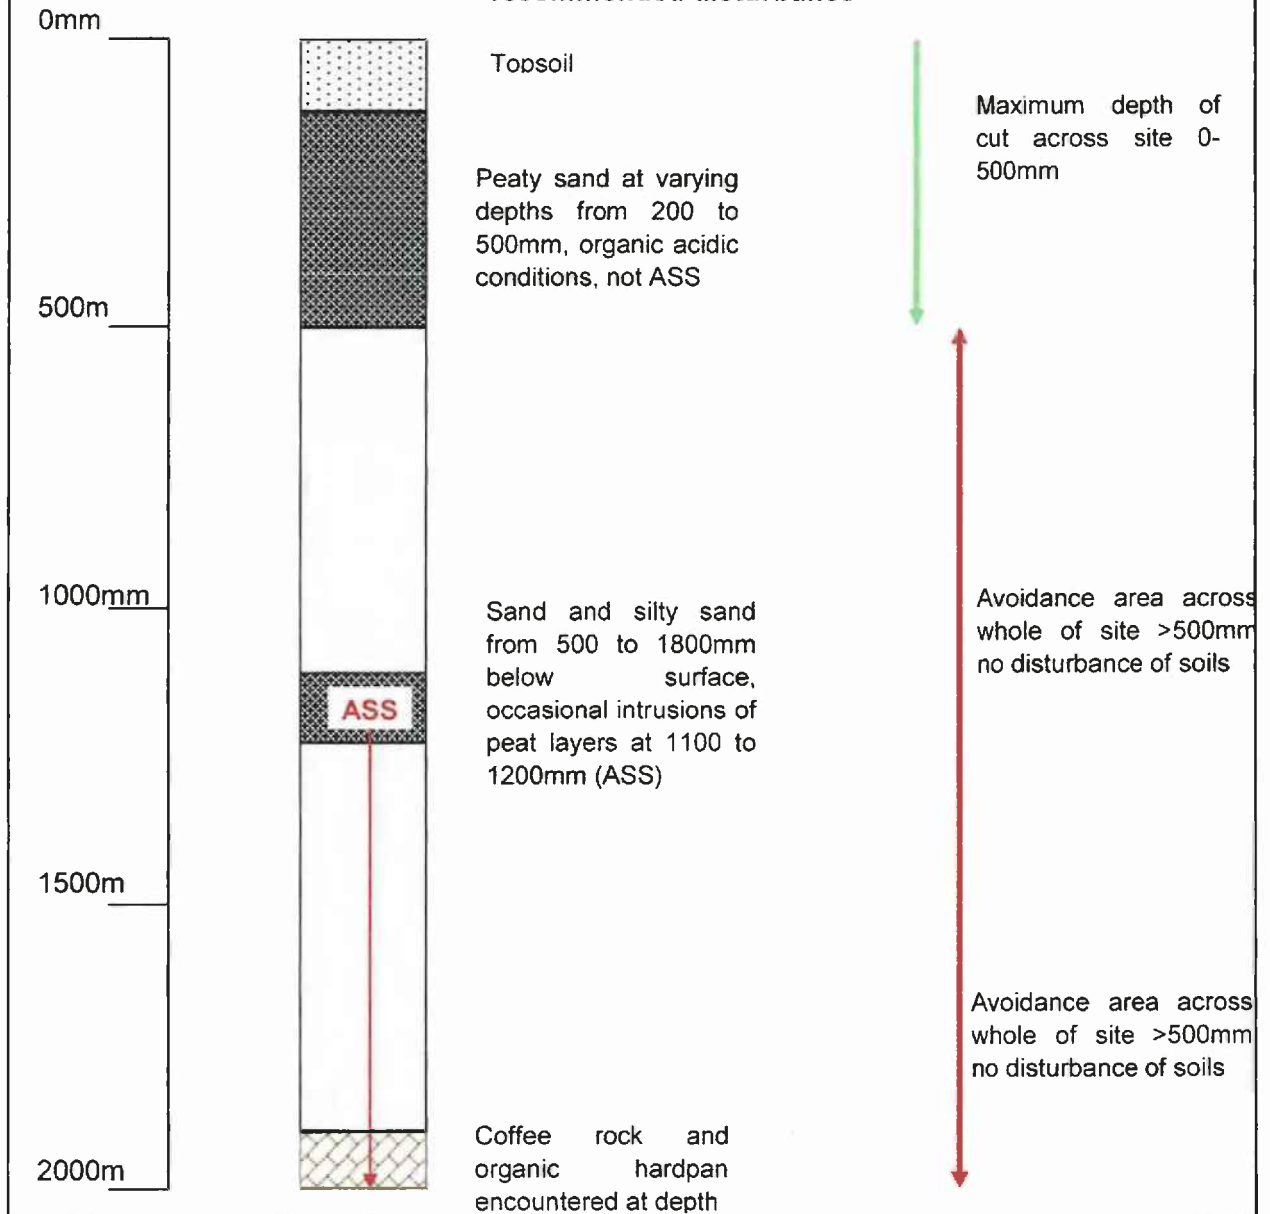 0mm
Topsoil
Maximum depth of
cut across site 0-
500mm
Peaty sand at varying
depths from 200 to
500mm, organic acidic
conditions, not ASS
500m
1000mm
Sand and silty sand
from 500 to 1800mm
below surface,
occasional intrusions of
peat layers at 1100 to
1200mm (ASS)
Avoidance area across
whole of site >500mm
no disturbance of soils
ASS
1500m
Avoidance area across
whole of site >500mm
no disturbance of soils
Coffee rock and
organic hardpan
encountered at depth
2000m